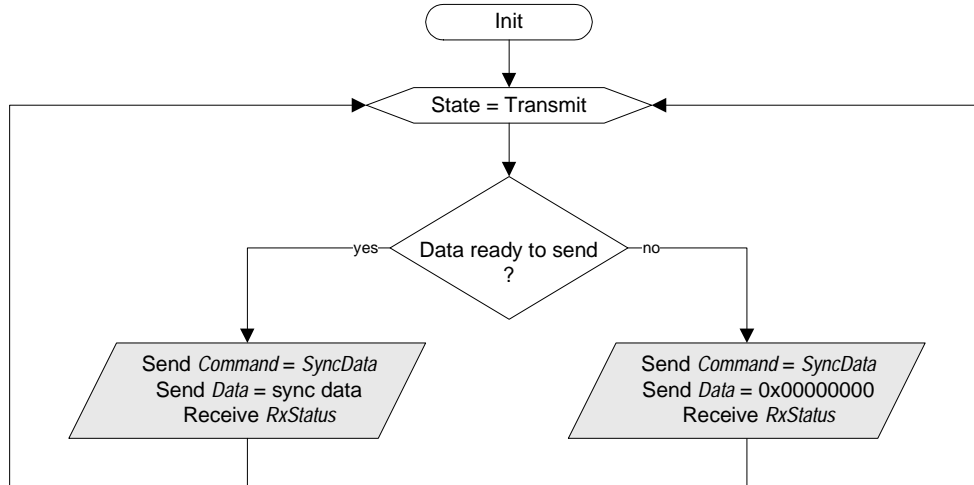 Init
State = Transmit
Data ready to send
?
yes
no
Send Command = SyncData
Send Data = sync data
Receive RxStatus
Send Command = SyncData
Send Data = 0x00000000
Receive RxStatus